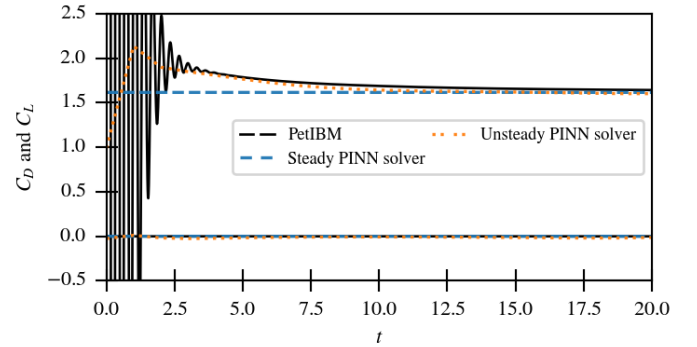 2.5
2.0
1.5
1.0
0.5
0.0
−0.5
C_D and C_L
PetIBM
Steady PINN solver
Unsteady PINN solver
0.0 2.5 5.0 7.5 10.0 12.5 15.0 17.5 20.0
t